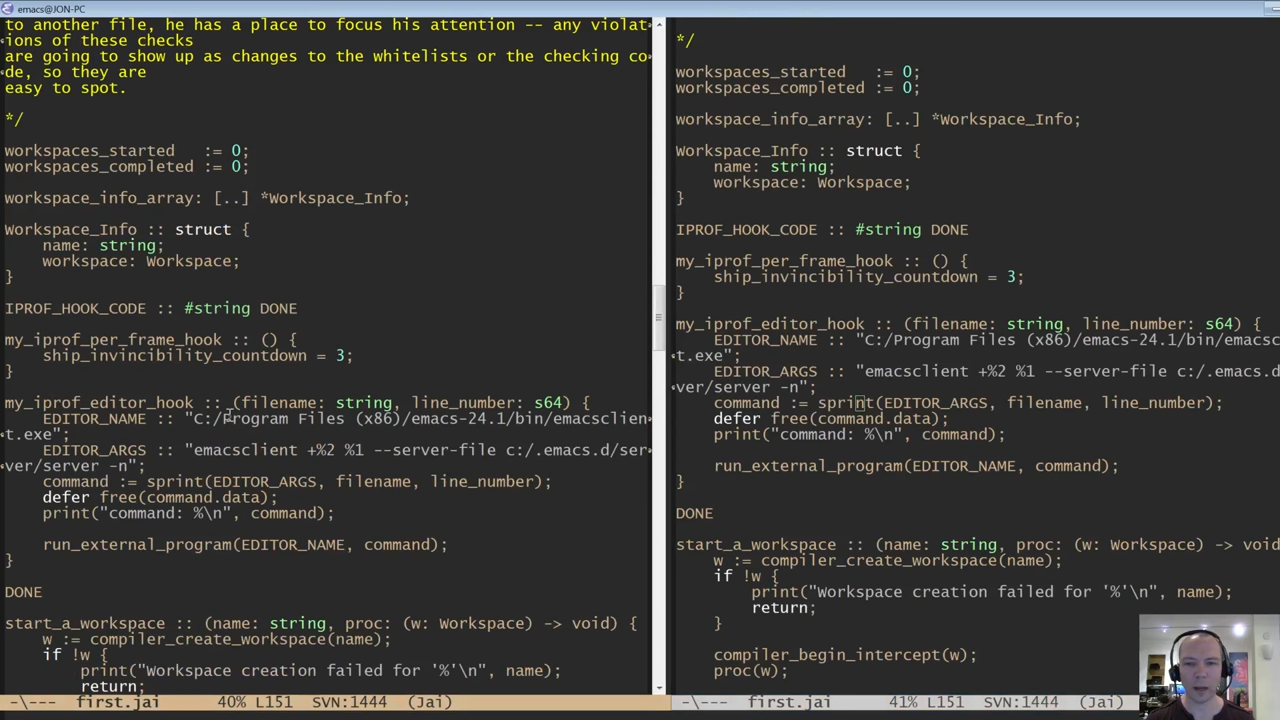 emacs@JON-PC
to another file, he has a place to focus his attention -- any violat
ions of these checks
are going to show up as changes to the whitelists or the checking co
de, so they are
easy to spot.
*/
workspaces_started   := 0;
workspaces_completed := 0;
workspace_info_array: [..] *Workspace_Info;
Workspace_Info :: struct {
    name: string;
    workspace: Workspace;
}
IPROF_HOOK_CODE :: #string DONE
my_iprof_per_frame_hook :: () {
    ship_invincibility_countdown = 3;
}
my_iprof_editor_hook :: (filename: string, line_number: s64) {
    EDITOR_NAME :: "C:/Program Files (x86)/emacs-24.1/bin/emacsclien
t.exe";
    EDITOR_ARGS :: "emacsclient +%2 %1 --server-file c:/.emacs.d/ser
ver/server -n";
    command := sprint(EDITOR_ARGS, filename, line_number);
    defer free(command.data);
    print("command: %\n", command);
    run_external_program(EDITOR_NAME, command);
}
DONE
start_a_workspace :: (name: string, proc: (w: Workspace) -> void) {
    w := compiler_create_workspace(name);
    if !w {
        print("Workspace creation failed for '%'\n", name);
        return;
-\---  first.jai      40% L151  SVN:1444  (Jai)
*/
workspaces_started   := 0;
workspaces_completed := 0;
workspace_info_array: [..] *Workspace_Info;
Workspace_Info :: struct {
    name: string;
    workspace: Workspace;
}
IPROF_HOOK_CODE :: #string DONE
my_iprof_per_frame_hook :: () {
    ship_invincibility_countdown = 3;
}
my_iprof_editor_hook :: (filename: string, line_number: s64) {
    EDITOR_NAME :: "C:/Program Files (x86)/emacs-24.1/bin/emacsc
t.exe";
    EDITOR_ARGS :: "emacsclient +%2 %1 --server-file c:/.emacs.d
ver/server -n";
    command := sprint(EDITOR_ARGS, filename, line_number);
    defer free(command.data);
    print("command: %\n", command);
    run_external_program(EDITOR_NAME, command);
}
DONE
start_a_workspace :: (name: string, proc: (w: Workspace) -> void
    w := compiler_create_workspace(name);
    if !w {
        print("Workspace creation failed for '%'\n", name);
        return;
    }
    compiler_begin_intercept(w);
    proc(w);
-\---  first.jai      41% L151  SVN:1444  (Jai)